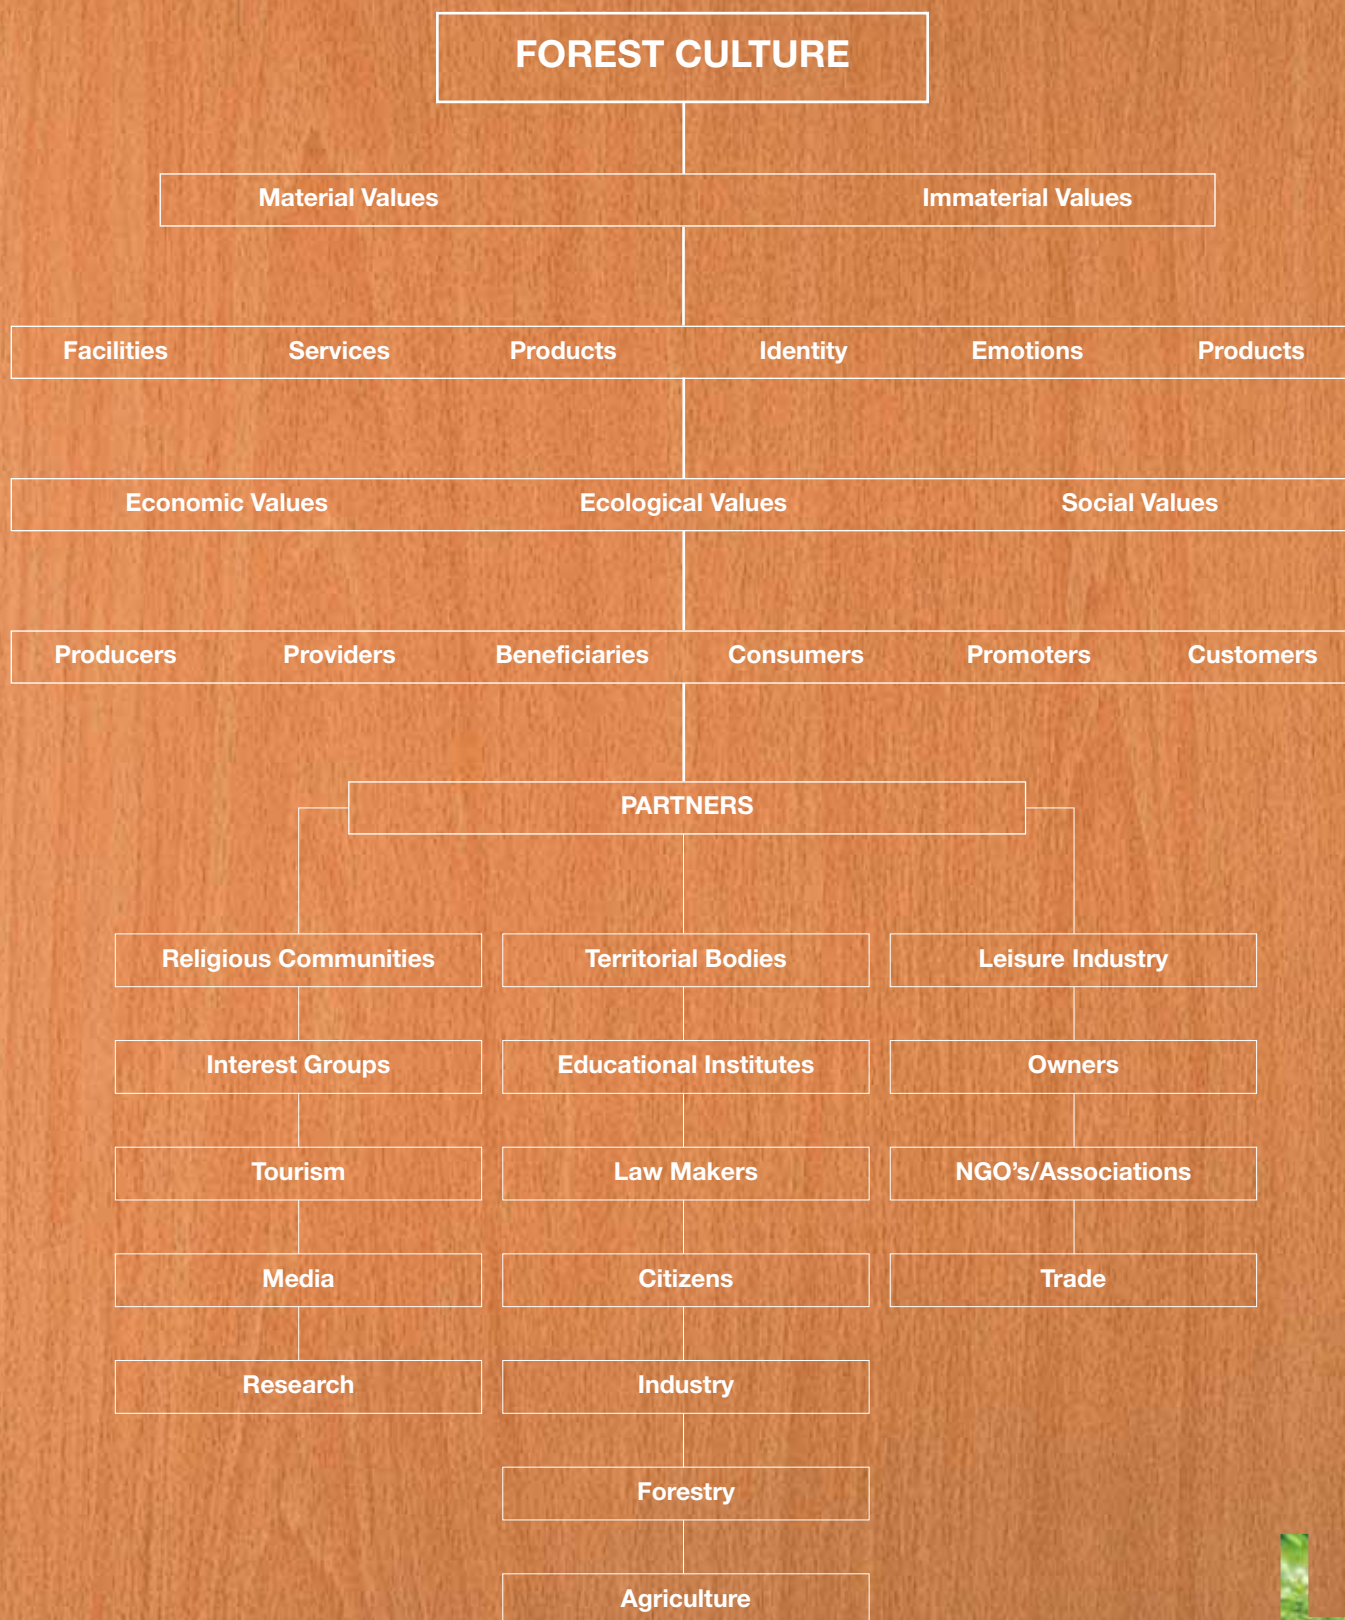 FOREST CULTURE
Material Values Immaterial Values
Facilities Services Products Identity Emotions Products
Economic Values Ecological Values Social Values
Producers Providers Beneficiaries Consumers Promoters Customers
PARTNERS
Religious Communities Territorial Bodies Leisure Industry
Interest Groups Educational Institutes Owners
Tourism Law Makers NGO’s/Associations
Media Citizens Trade
Research Industry
Forestry
Agriculture